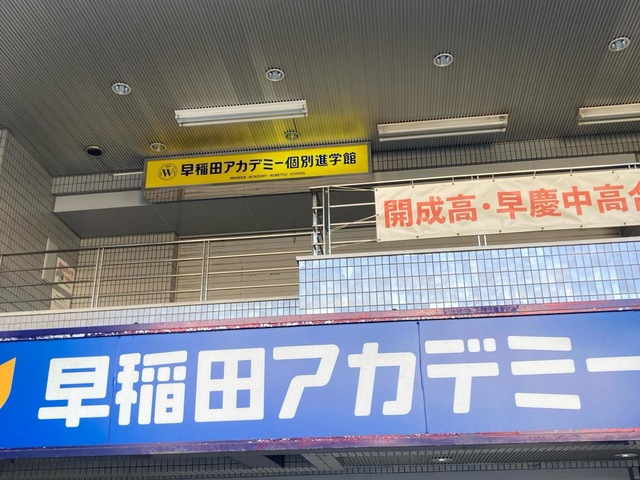 W 早稲田アカデミー個別進学館
WASEDA ACADEMY KOBETSU SCHOOL
開成高・早慶中高合
早稲田アカデミー